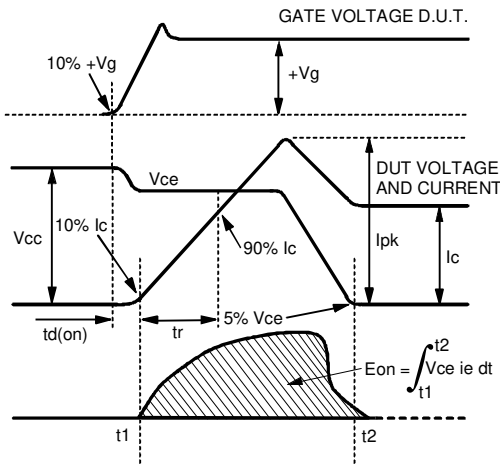 GATE VOLTAGE D.U.T.
10% +Vg
+Vg
DUT VOLTAGE
AND CURRENT
Vce
Vcc
10% Ic
90% Ic
Ipk
Ic
td(on)
tr
5% Vce
Eon = ∫ Vce ie dt
t2
t1
t1
t2